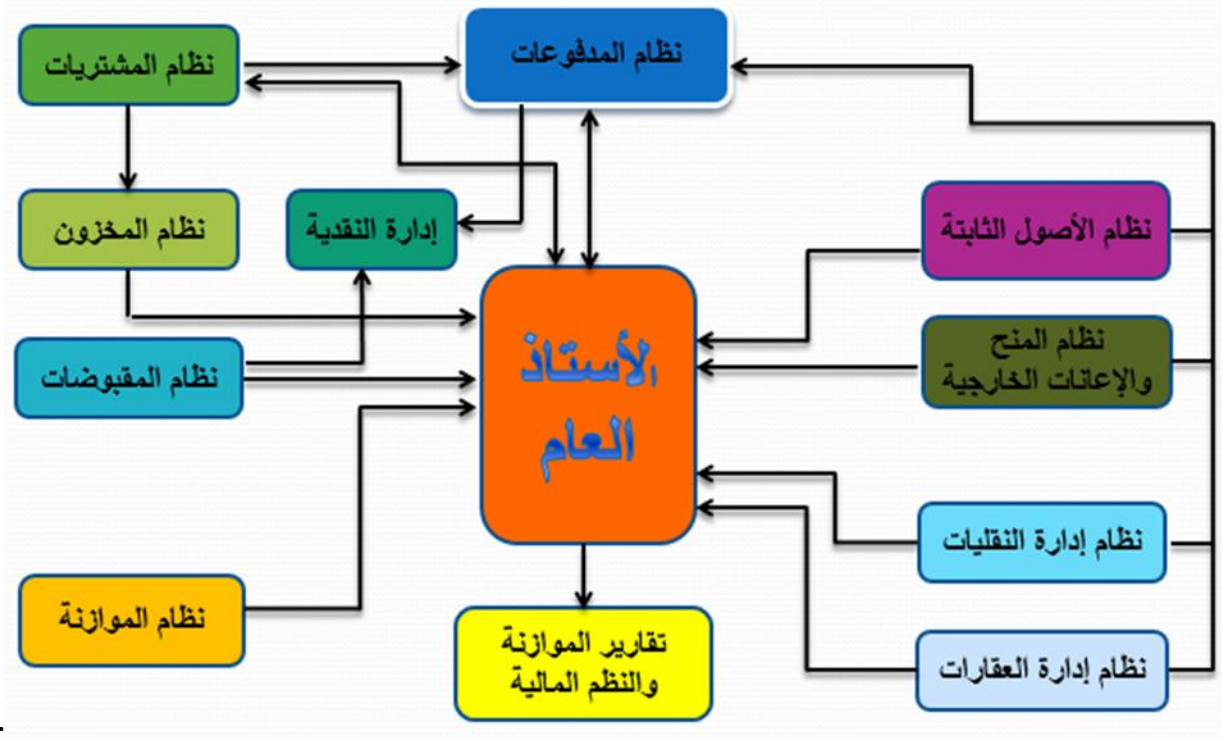 نظام المدفوعات
نظام المشتريات
نظام المخزون
إدارة النقدية
نظام الأصول الثابتة
الأستاذ
العام
نظام المنح
والإعانات الخارجية
نظام المقبوضات
نظام إدارة النقليات
نظام الموازنة
تقارير الموازنة
والنظم المالية
نظام إدارة العقارات